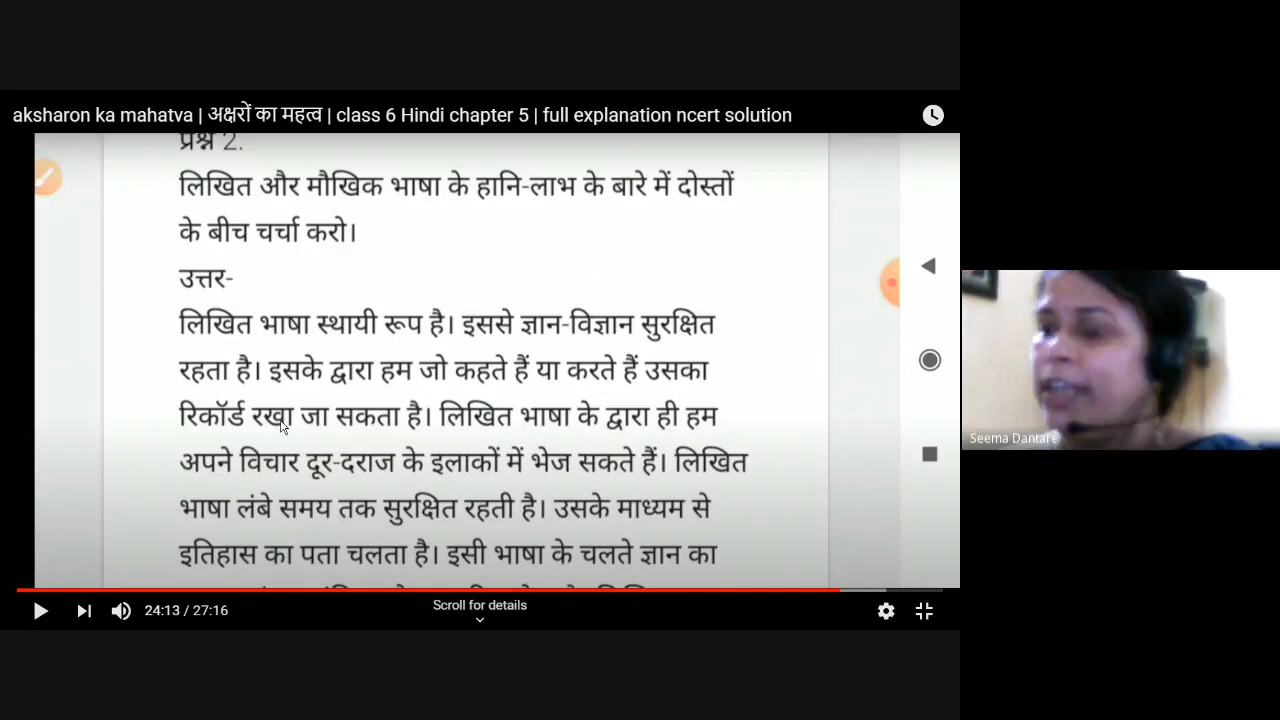 aksharon ka mahatva | अक्षरों का महत्व | class 6 Hindi chapter 5 | full explanation ncert solution
प्रश्न 2.
लिखित और मौखिक भाषा के हानि-लाभ के बारे में दोस्तों
के बीच चर्चा करो।
उत्तर-
लिखित भाषा स्थायी रूप है। इससे ज्ञान-विज्ञान सुरक्षित
रहता है। इसके द्वारा हम जो कहते हैं या करते हैं उसका
रिकॉर्ड रखा जा सकता है। लिखित भाषा के द्वारा ही हम
अपने विचार दूर-दराज के इलाकों में भेज सकते हैं। लिखित
भाषा लंबे समय तक सुरक्षित रहती है। उसके माध्यम से
इतिहास का पता चलता है। इसी भाषा के चलते ज्ञान का
Seema Dantare
24:13 / 27:16
Scroll for details